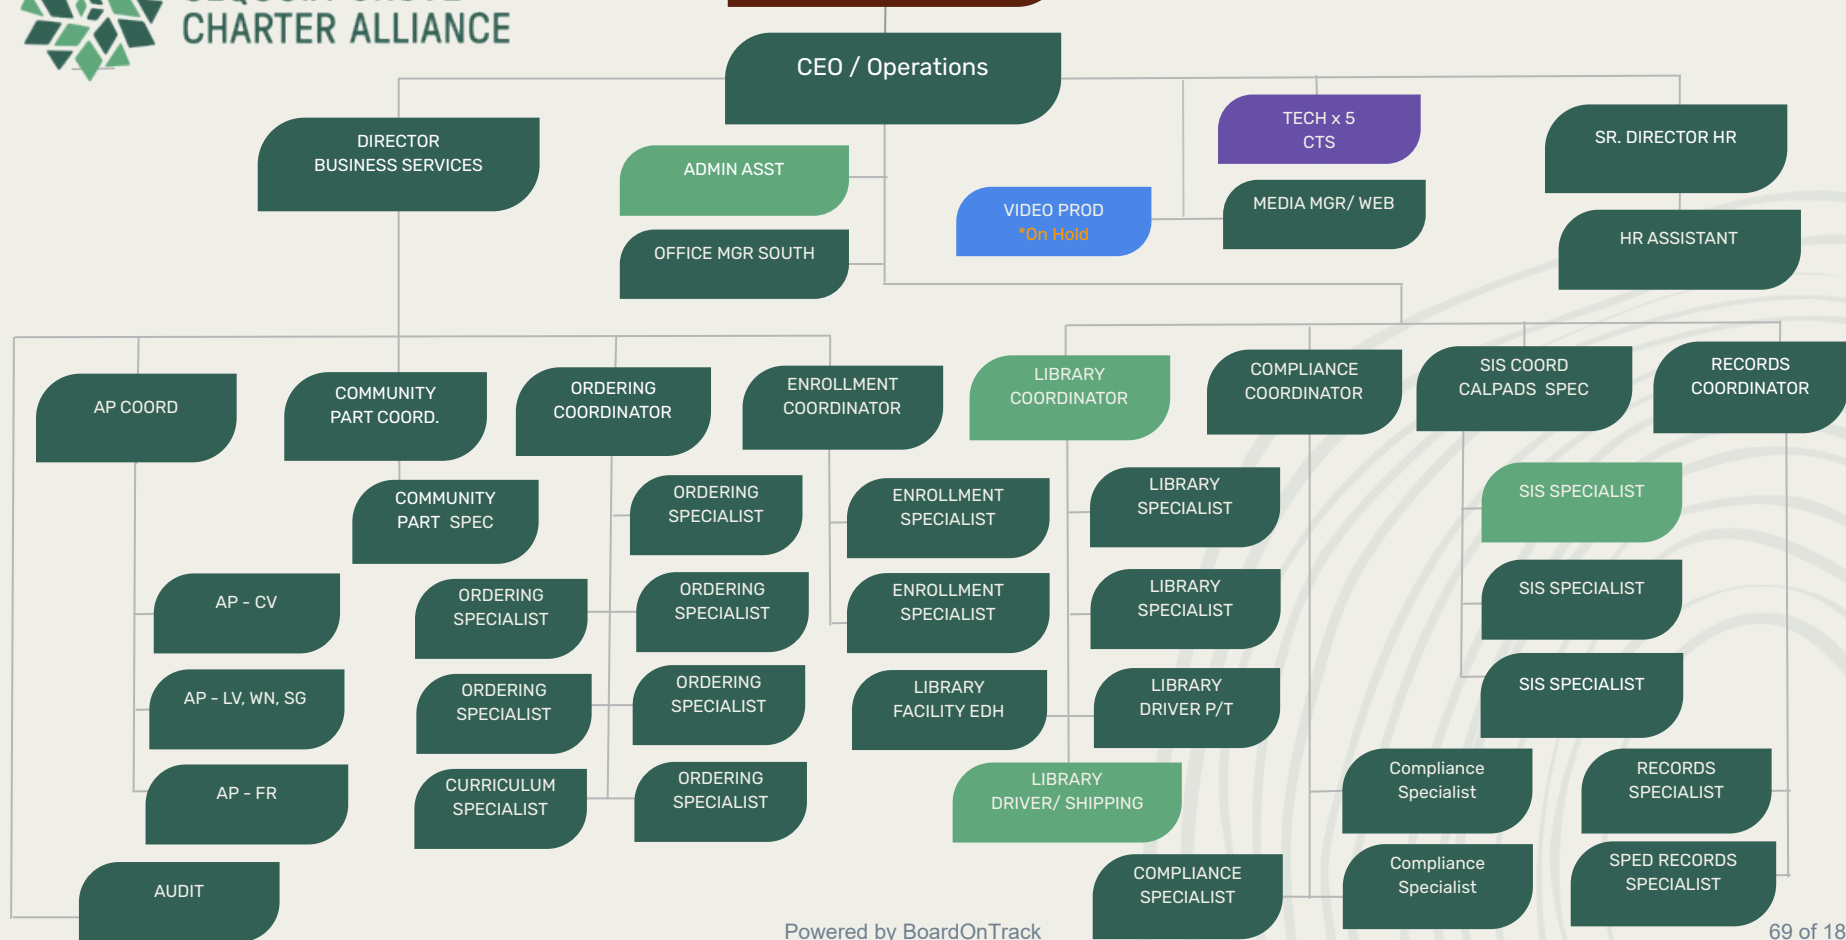 CHARTER ALLIANCE
CEO / Operations
DIRECTOR
BUSINESS SERVICES
ADMIN ASST
OFFICE MGR SOUTH
VIDEO PROD
*On Hold
TECH x 5
CTS
MEDIA MGR/ WEB
SR. DIRECTOR HR
HR ASSISTANT
AP COORD
COMMUNITY
PART COORD.
ORDERING
COORDINATOR
ENROLLMENT
COORDINATOR
LIBRARY
COORDINATOR
COMPLIANCE
COORDINATOR
SIS COORD
CALPADS SPEC
RECORDS
COORDINATOR
COMMUNITY
PART SPEC
ORDERING
SPECIALIST
ENROLLMENT
SPECIALIST
LIBRARY
SPECIALIST
SIS SPECIALIST
AP - CV
ORDERING
SPECIALIST
ORDERING
SPECIALIST
ENROLLMENT
SPECIALIST
LIBRARY
SPECIALIST
SIS SPECIALIST
AP - LV, WN, SG
ORDERING
SPECIALIST
ORDERING
SPECIALIST
LIBRARY
FACILITY EDH
LIBRARY
DRIVER P/T
SIS SPECIALIST
AP - FR
CURRICULUM
SPECIALIST
ORDERING
SPECIALIST
LIBRARY
DRIVER/ SHIPPING
Compliance
Specialist
RECORDS
SPECIALIST
AUDIT
COMPLIANCE
SPECIALIST
Compliance
Specialist
SPED RECORDS
SPECIALIST
Powered by BoardOnTrack
69 of 18